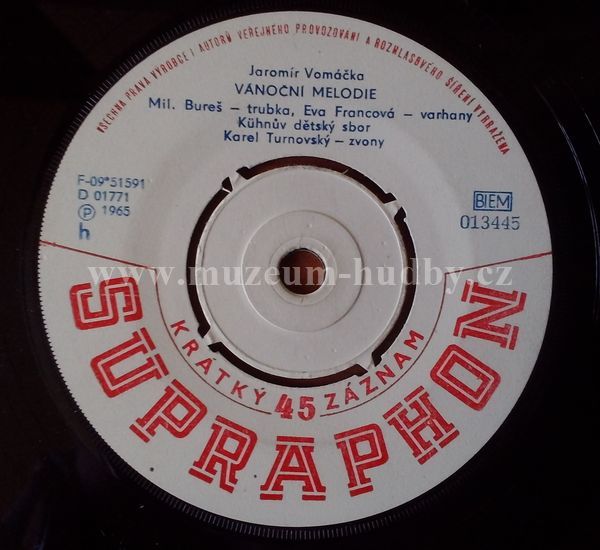 VŠECHNA PRÁVA VÝROBCE I AUTORŮ VEŘEJNÉHO PROVOZOVÁNÍ A ROZHLASOVÉHO ŠÍŘENÍ VYHRAŽENA
Jaromír Vomáčka
VÁNOČNÍ MELODIE
Mil. Bureš – trubka, Eva Francová – varhany
Kühnův dětský sbor
Karel Turnovský – zvony
F-09*51591
D 01771
Ⓟ 1965
h
BIEM
013445
www.muzeum-hudby.cz
KRÁTKÝ 45 ZÁZNAM
SUPRAPHON